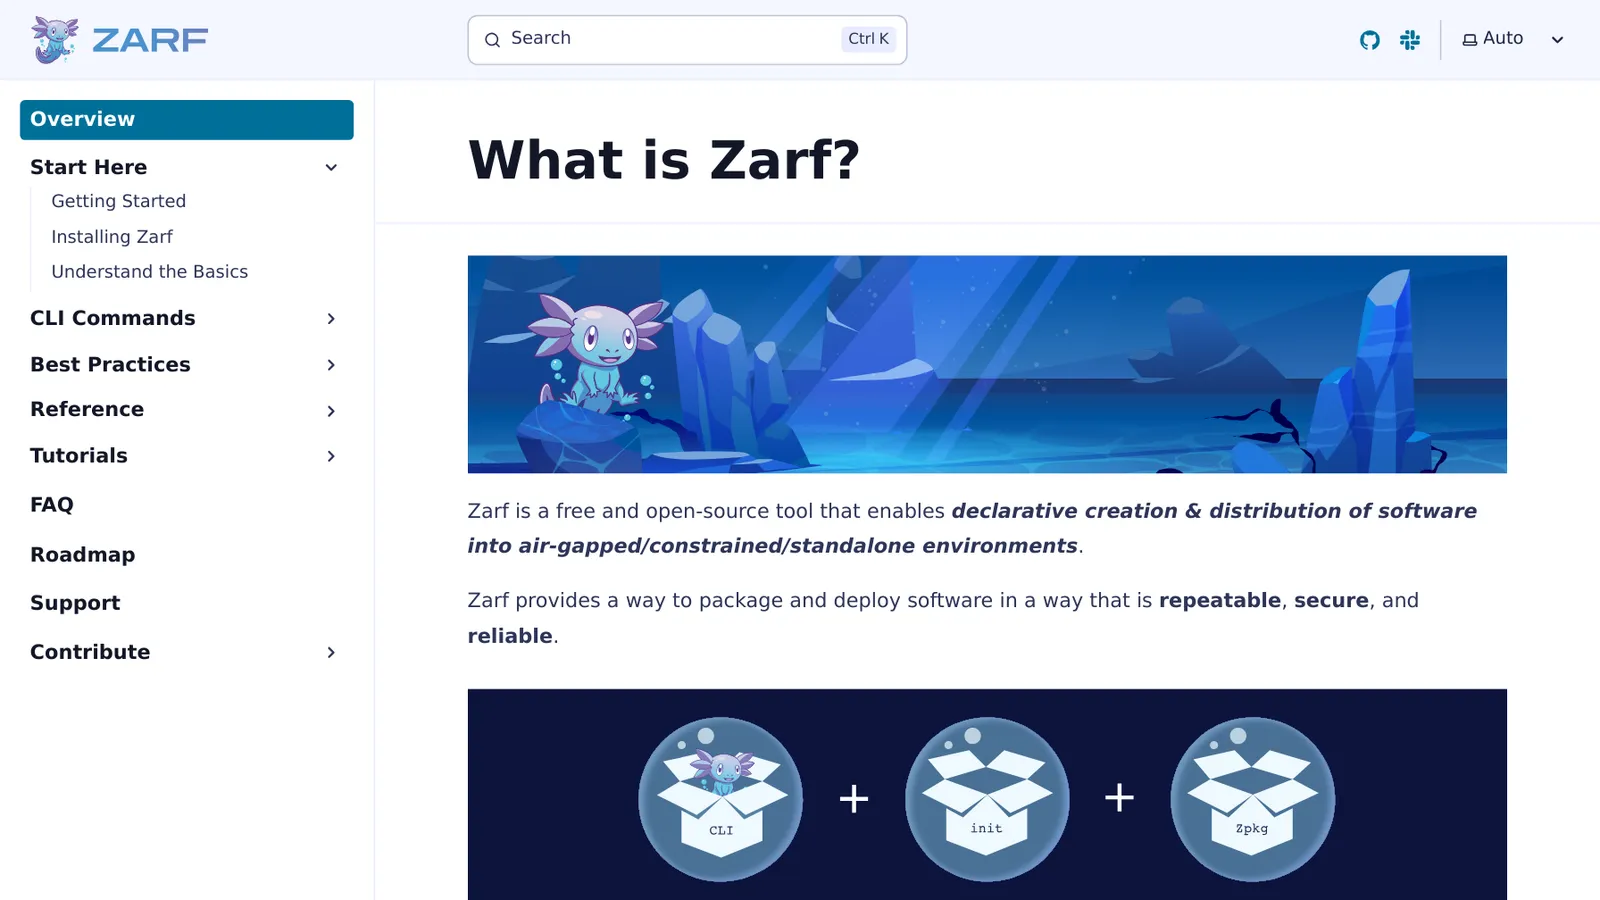 ZARF
Search
Ctrl K
Auto
Overview
Start Here
Getting Started
Installing Zarf
Understand the Basics
CLI Commands
Best Practices
Reference
Tutorials
FAQ
Roadmap
Support
Contribute
What is Zarf?
Zarf is a free and open-source tool that enables declarative creation & distribution of software
into air-gapped/constrained/standalone environments.
Zarf provides a way to package and deploy software in a way that is repeatable, secure, and
reliable.
CLI + init + Zpkg